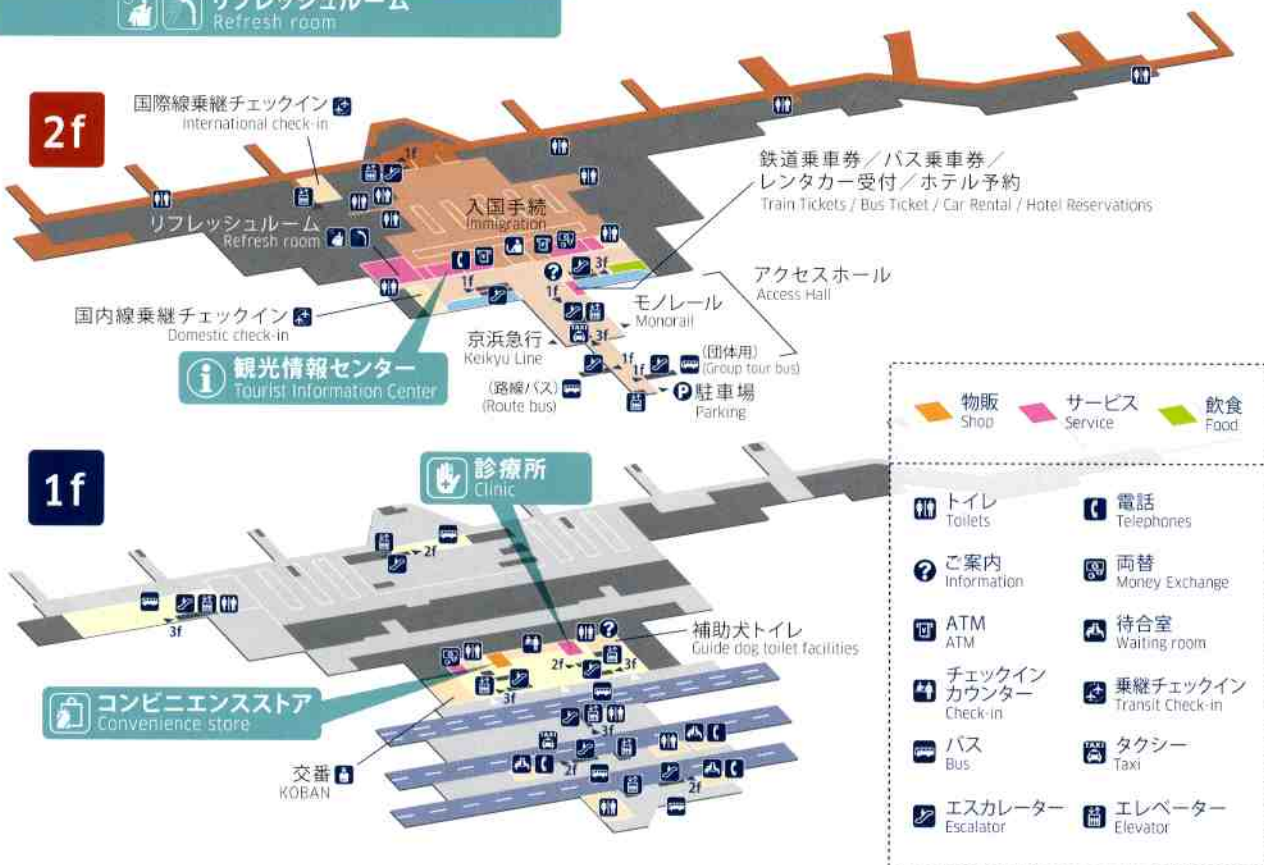 リフレッシュルーム
Refresh room
2f
国際線乗継チェックイン
International check-in
1f
鉄道乗車券／バス乗車券／
レンタカー受付／ホテル予約
Train Tickets / Bus Ticket / Car Rental / Hotel Reservations
リフレッシュルーム
Refresh room
入国手続
Immigration
アクセスホール
Access Hall
3f
1f
1f
モノレール
Monorail
国内線乗継チェックイン
Domestic check-in
京浜急行
Keikyu Line
TAXI
3f
観光情報センター
Tourist Information Center
1f
1f
(団体用)
(Group tour bus)
(路線バス)
(Route bus)
P 駐車場
Parking
物販
Shop
サービス
Service
飲食
Food
1f
診療所
Clinic
2f
3f
補助犬トイレ
Guide dog toilet facilities
2f
3f
3f
コンビニエンスストア
Convenience store
3f
TAXI
2f
2f
交番
KOBAN
トイレ
Toilets
電話
Telephones
ご案内
Information
両替
Money Exchange
ATM
ATM
待合室
Waiting room
チェックイン
カウンター
Check-in
乗継チェックイン
Transit Check-in
バス
Bus
TAXI
タクシー
Taxi
エスカレーター
Escalator
エレベーター
Elevator